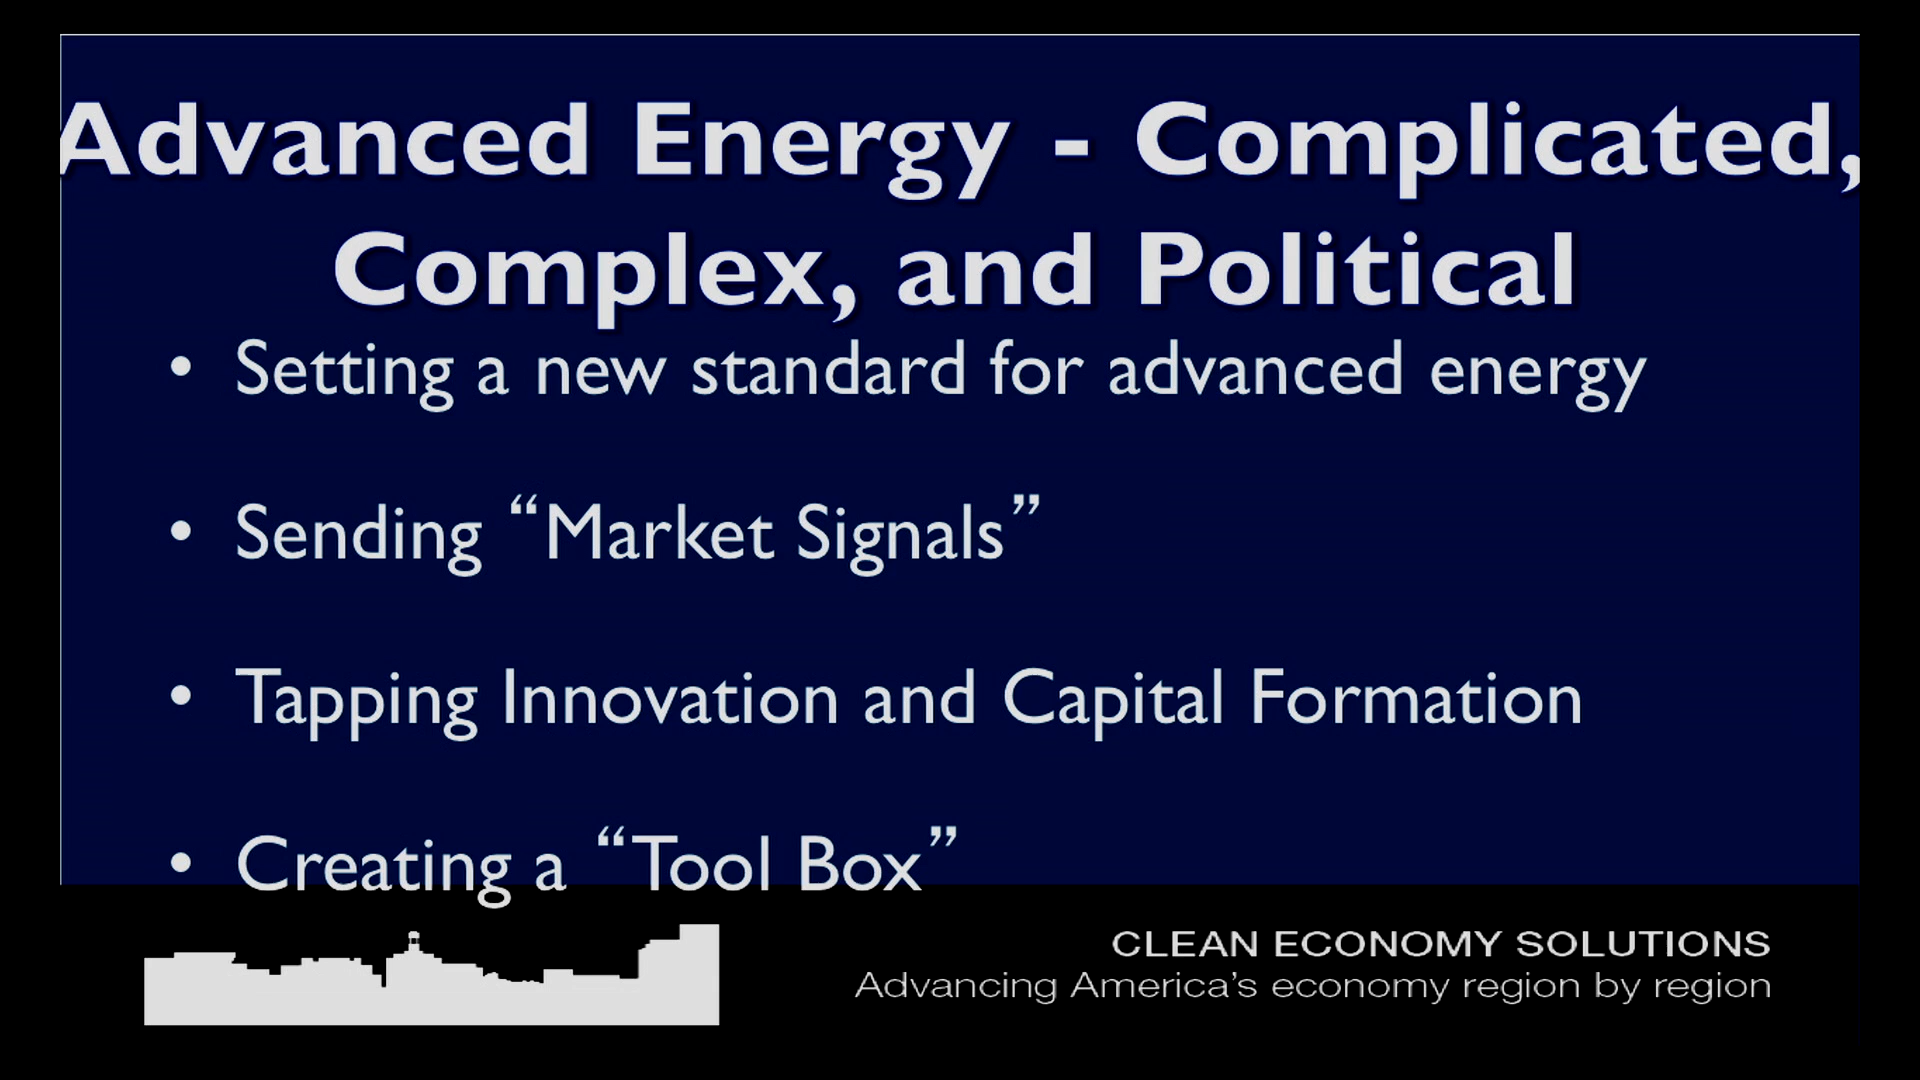 Advanced Energy - Complicated,
Complex, and Political
• Setting a new standard for advanced energy
• Sending “Market Signals”
• Tapping Innovation and Capital Formation
• Creating a “Tool Box”
CLEAN ECONOMY SOLUTIONS
Advancing America’s economy region by region